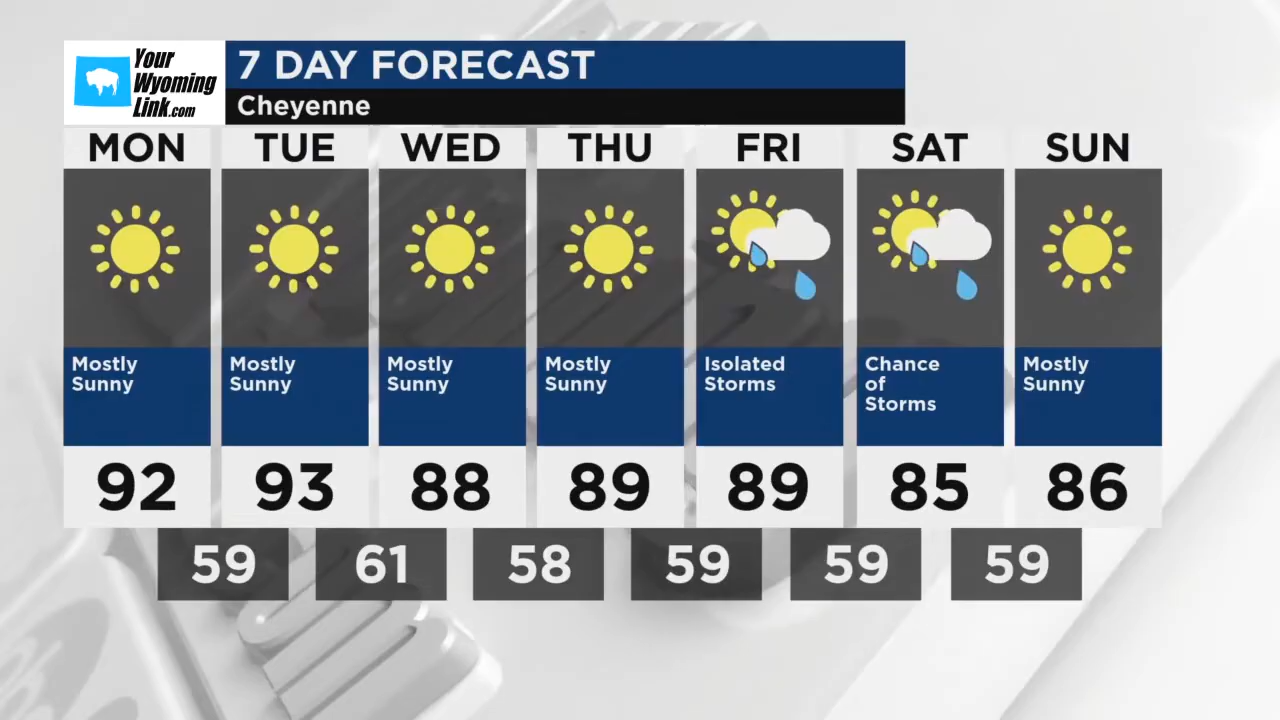 Your
Wyoming
Link.com
7 DAY FORECAST
Cheyenne
MON TUE WED THU FRI SAT SUN
Mostly Sunny
Mostly Sunny
Mostly Sunny
Mostly Sunny
Isolated Storms
Chance of Storms
Mostly Sunny
92 93 88 89 89 85 86
59 61 58 59 59 59